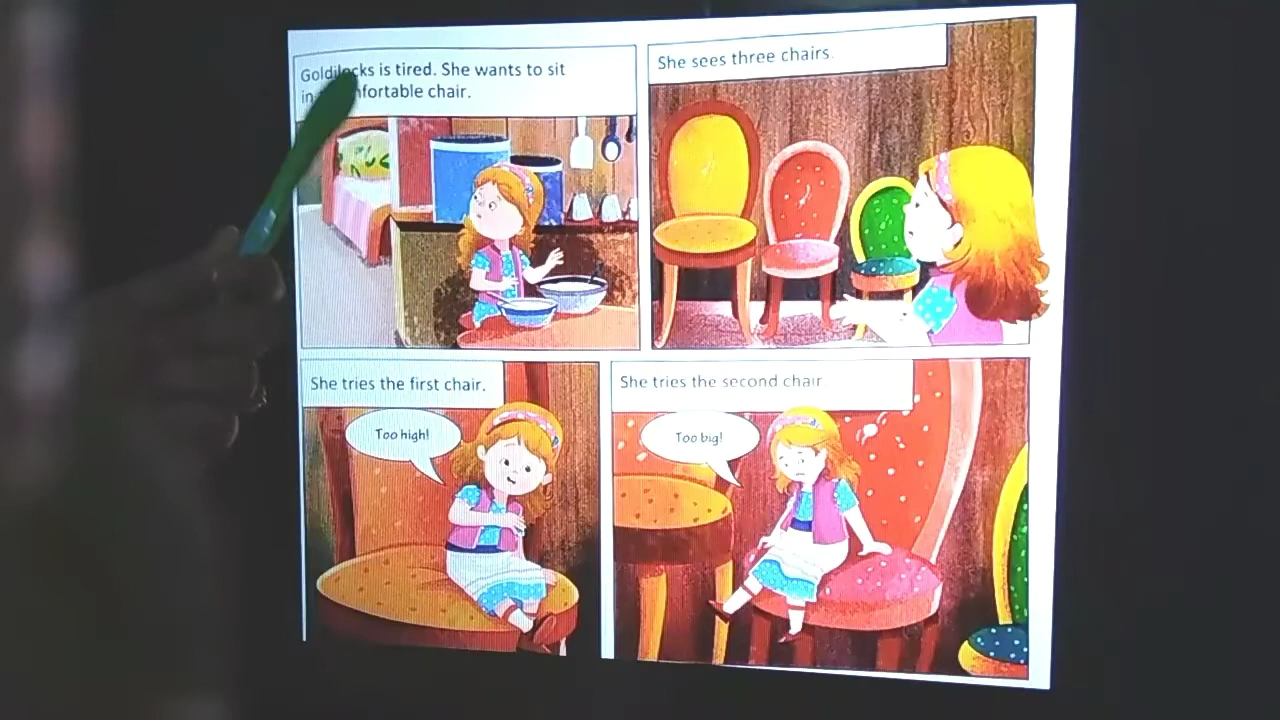 Goldilocks is tired. She wants to sit
in comfortable chair.
She sees three chairs.
She tries the first chair.
Too high!
She tries the second chair.
Too big!